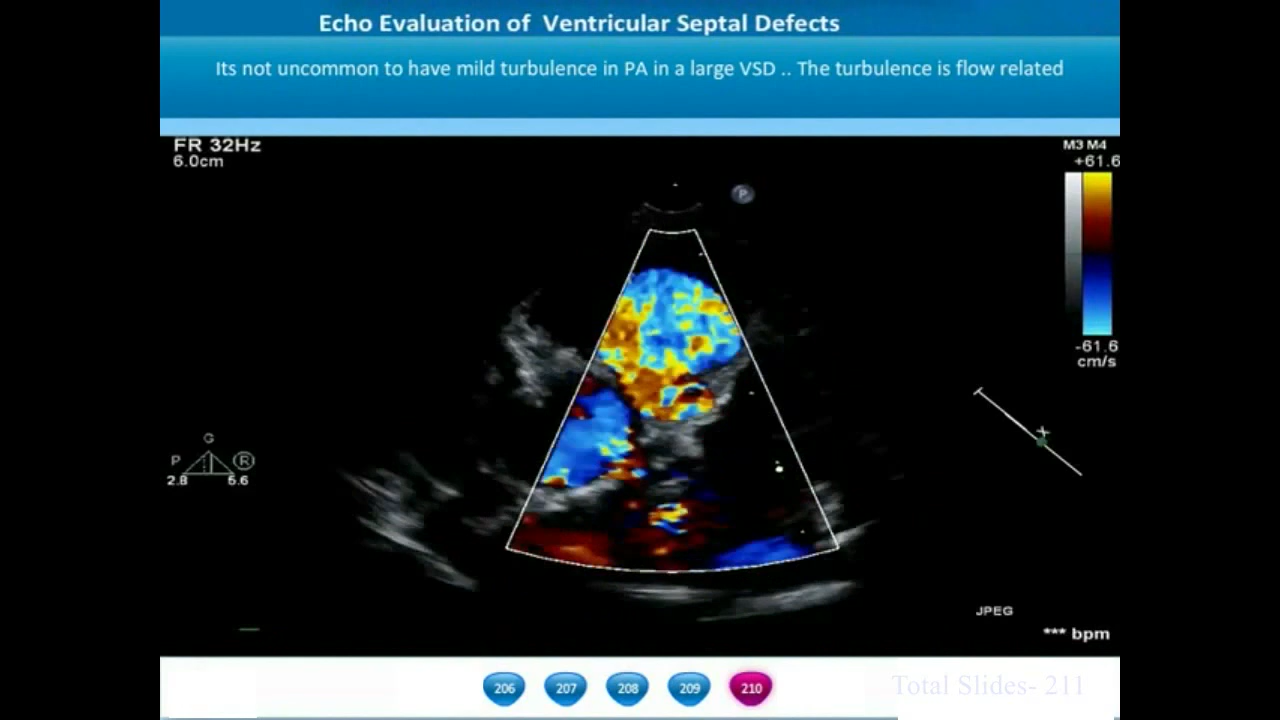 Echo Evaluation of Ventricular Septal Defects
Its not uncommon to have mild turbulence in PA in a large VSD .. The turbulence is flow related
FR 32Hz
6.0cm
M3 M4
+61.6
P
-61.6
cm/s
G
P R
2.8 5.6
x
JPEG
*** bpm
206 207 208 209 210
Total Slides- 211